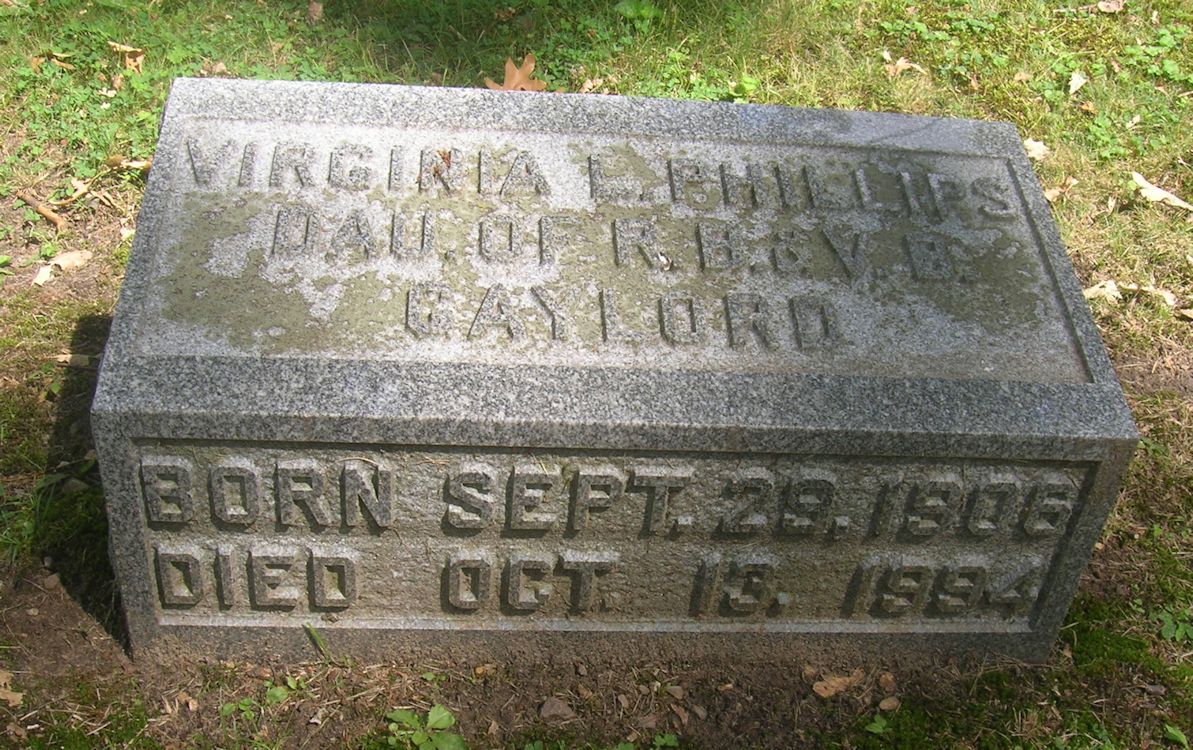 VIRGINIA L. PHILLIPS
DAU. OF R. B. & V. B.
GAYLORD
BORN SEPT. 29, 1906
DIED OCT. 13. 1994